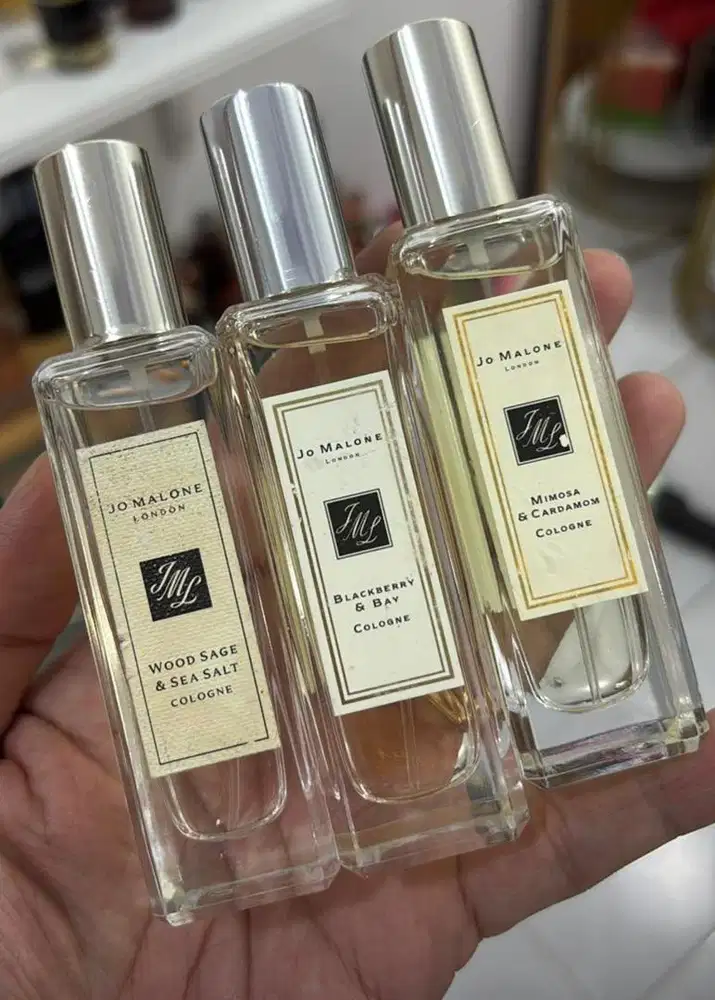 JO MALONE
LONDON
JML
WOOD SAGE
& SEA SALT
COLOGNE
JO MALONE
LONDON
JML
BLACKBERRY
& BAY
COLOGNE
JO MALONE
LONDON
JML
MIMOSA
& CARDAMOM
COLOGNE